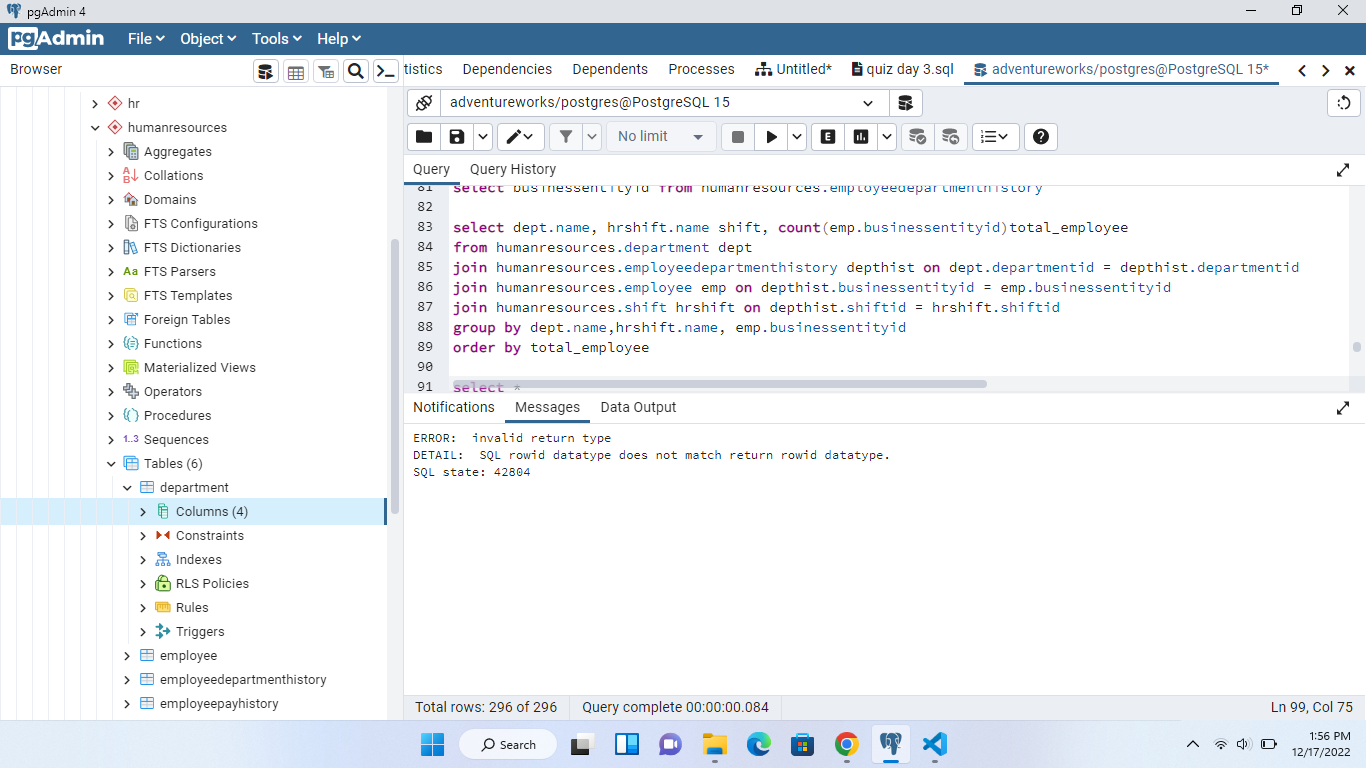 pgAdmin 4
pgAdmin File Object Tools Help
Browser
tistics Dependencies Dependents Processes Untitled* quiz day 3.sql adventureworks/postgres@PostgreSQL 15*
adventureworks/postgres@PostgreSQL 15
No limit
Query Query History
hr
humanresources
Aggregates
Collations
Domains
FTS Configurations
FTS Dictionaries
Aa FTS Parsers
FTS Templates
Foreign Tables
Functions
Materialized Views
Operators
Procedures
1..3 Sequences
Tables (6)
department
Columns (4)
Constraints
Indexes
RLS Policies
Rules
Triggers
employee
employeedepartmenthistory
employeepayhistory
81 select businessentityid from humanresources.employeedepartmenthistory
82
83 select dept.name, hrshift.name shift, count(emp.businessentityid)total_employee
84 from humanresources.department dept
85 join humanresources.employeedepartmenthistory depthist on dept.departmentid = depthist.departmentid
86 join humanresources.employee emp on depthist.businessentityid = emp.businessentityid
87 join humanresources.shift hrshift on depthist.shiftid = hrshift.shiftid
88 group by dept.name,hrshift.name, emp.businessentityid
89 order by total_employee
90
91 select *
Notifications Messages Data Output
ERROR:  invalid return type
DETAIL:  SQL rowid datatype does not match return rowid datatype.
SQL state: 42804
Total rows: 296 of 296 Query complete 00:00:00.084 Ln 99, Col 75
Search
1:56 PM
12/17/2022